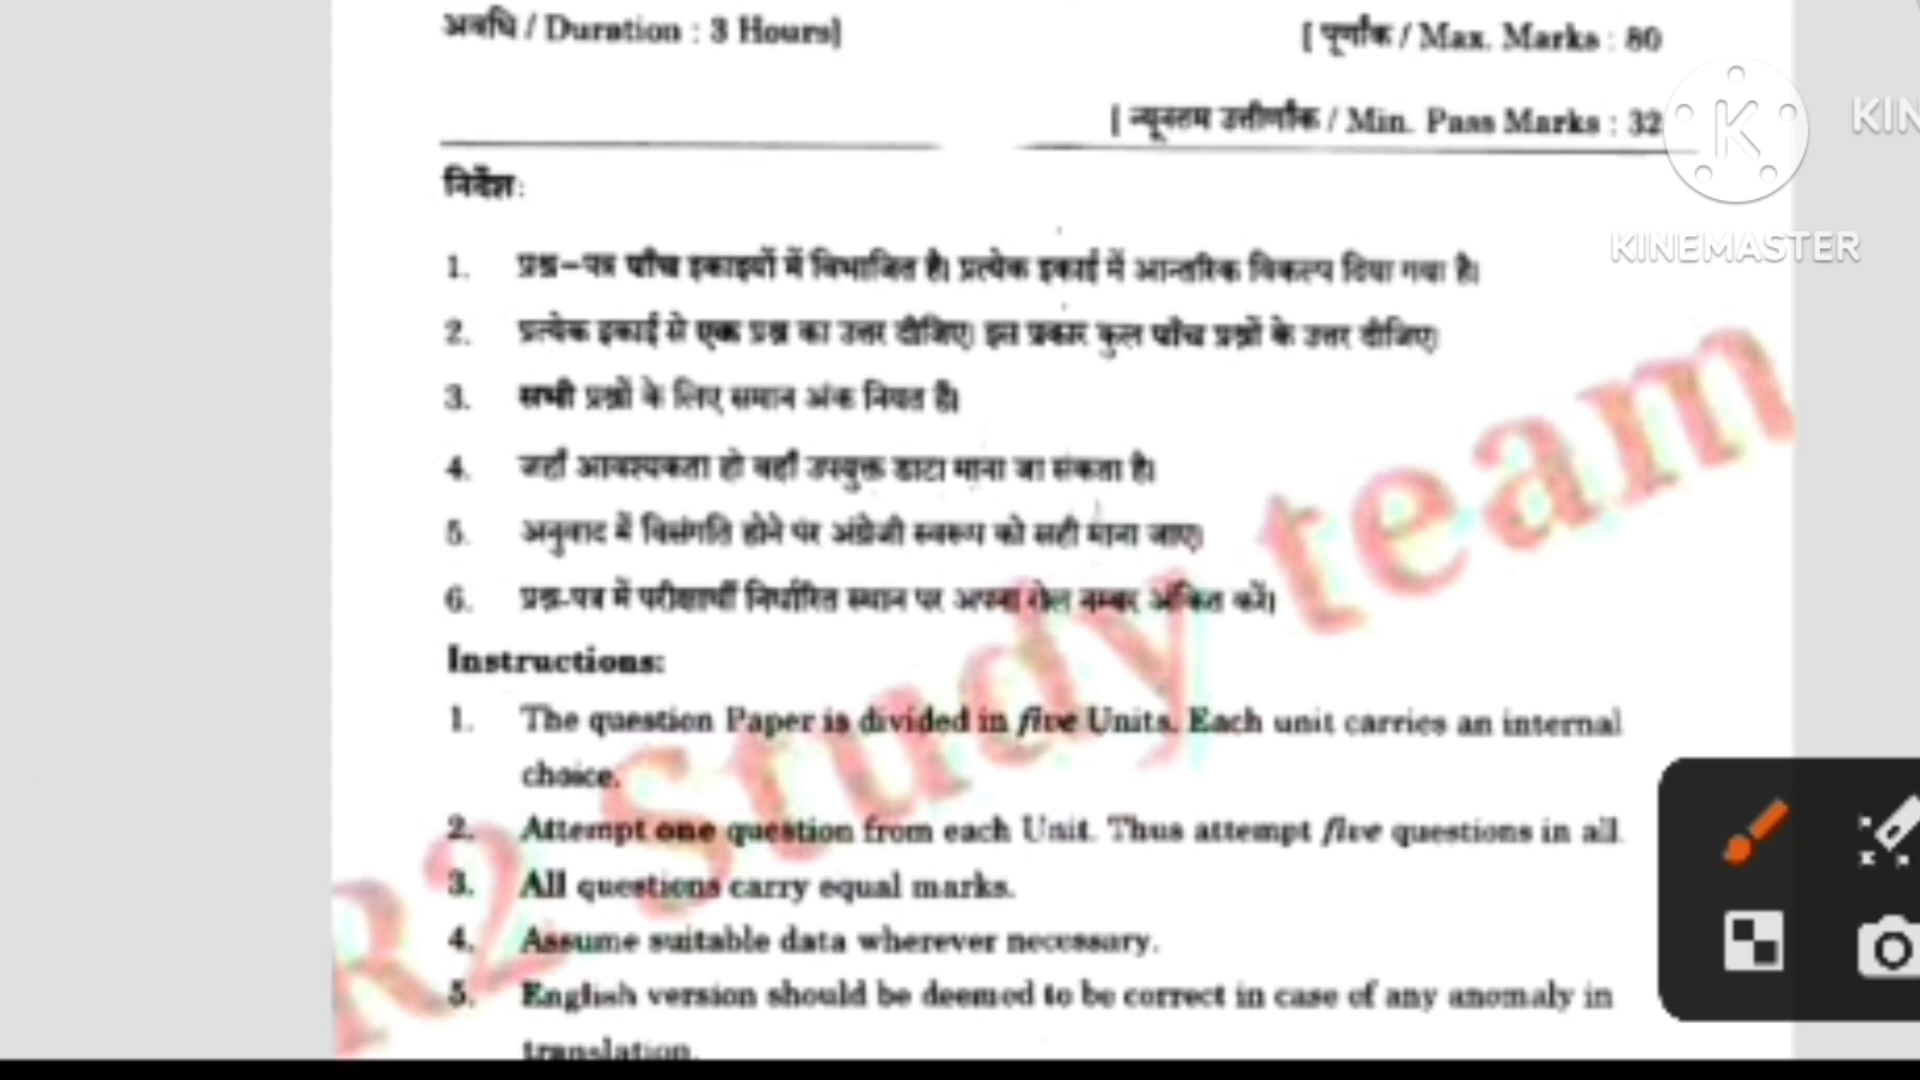 अवधि / Duration : 3 Hours]
[ पूर्णांक / Max. Marks : 80
[ न्यूनतम उत्तीर्णांक / Min. Pass Marks : 32
KINEMASTER
KIN
निर्देश:
1. प्रश्न-पत्र पाँच इकाइयों में विभाजित है। प्रत्येक इकाई में आन्तरिक विकल्प दिया गया है।
2. प्रत्येक इकाई से एक प्रश्न का उत्तर दीजिए। इस प्रकार कुल पाँच प्रश्नों के उत्तर दीजिए।
3. सभी प्रश्नों के लिए समान अंक नियत है।
4. जहाँ आवश्यकता हो वहाँ उपयुक्त डाटा माना जा सकता है।
5. अनुवाद में विसंगति होने पर अंग्रेजी स्वरूप को सही माना जाए।
6. प्रश्न-पत्र में परीक्षार्थी निर्धारित स्थान पर अपना रोल नम्बर अंकित करें।
Instructions:
1. The question Paper is divided in five Units. Each unit carries an internal
choice.
2. Attempt one question from each Unit. Thus attempt five questions in all.
3. All questions carry equal marks.
4. Assume suitable data wherever necessary.
5. English version should be deemed to be correct in case of any anomaly in
translation.
R2 Study team